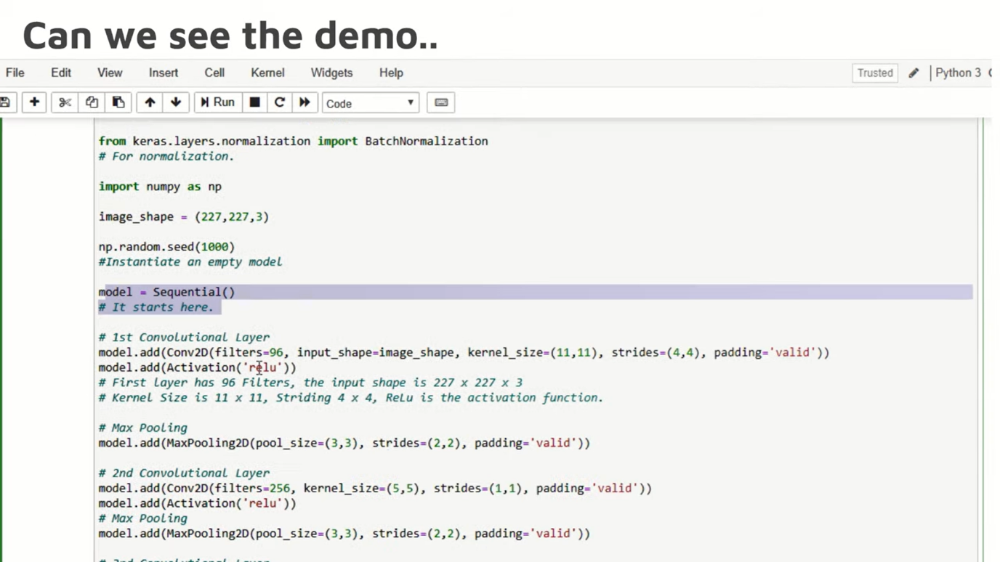 Can we see the demo..
File Edit View Insert Cell Kernel Widgets Help Trusted Python 3
Run Code
from keras.layers.normalization import BatchNormalization
# For normalization.
import numpy as np
image_shape = (227,227,3)
np.random.seed(1000)
#Instantiate an empty model
model = Sequential()
# It starts here.
# 1st Convolutional Layer
model.add(Conv2D(filters=96, input_shape=image_shape, kernel_size=(11,11), strides=(4,4), padding='valid'))
model.add(Activation('relu'))
# First layer has 96 Filters, the input shape is 227 x 227 x 3
# Kernel Size is 11 x 11, Striding 4 x 4, ReLu is the activation function.
# Max Pooling
model.add(MaxPooling2D(pool_size=(3,3), strides=(2,2), padding='valid'))
# 2nd Convolutional Layer
model.add(Conv2D(filters=256, kernel_size=(5,5), strides=(1,1), padding='valid'))
model.add(Activation('relu'))
# Max Pooling
model.add(MaxPooling2D(pool_size=(3,3), strides=(2,2), padding='valid'))